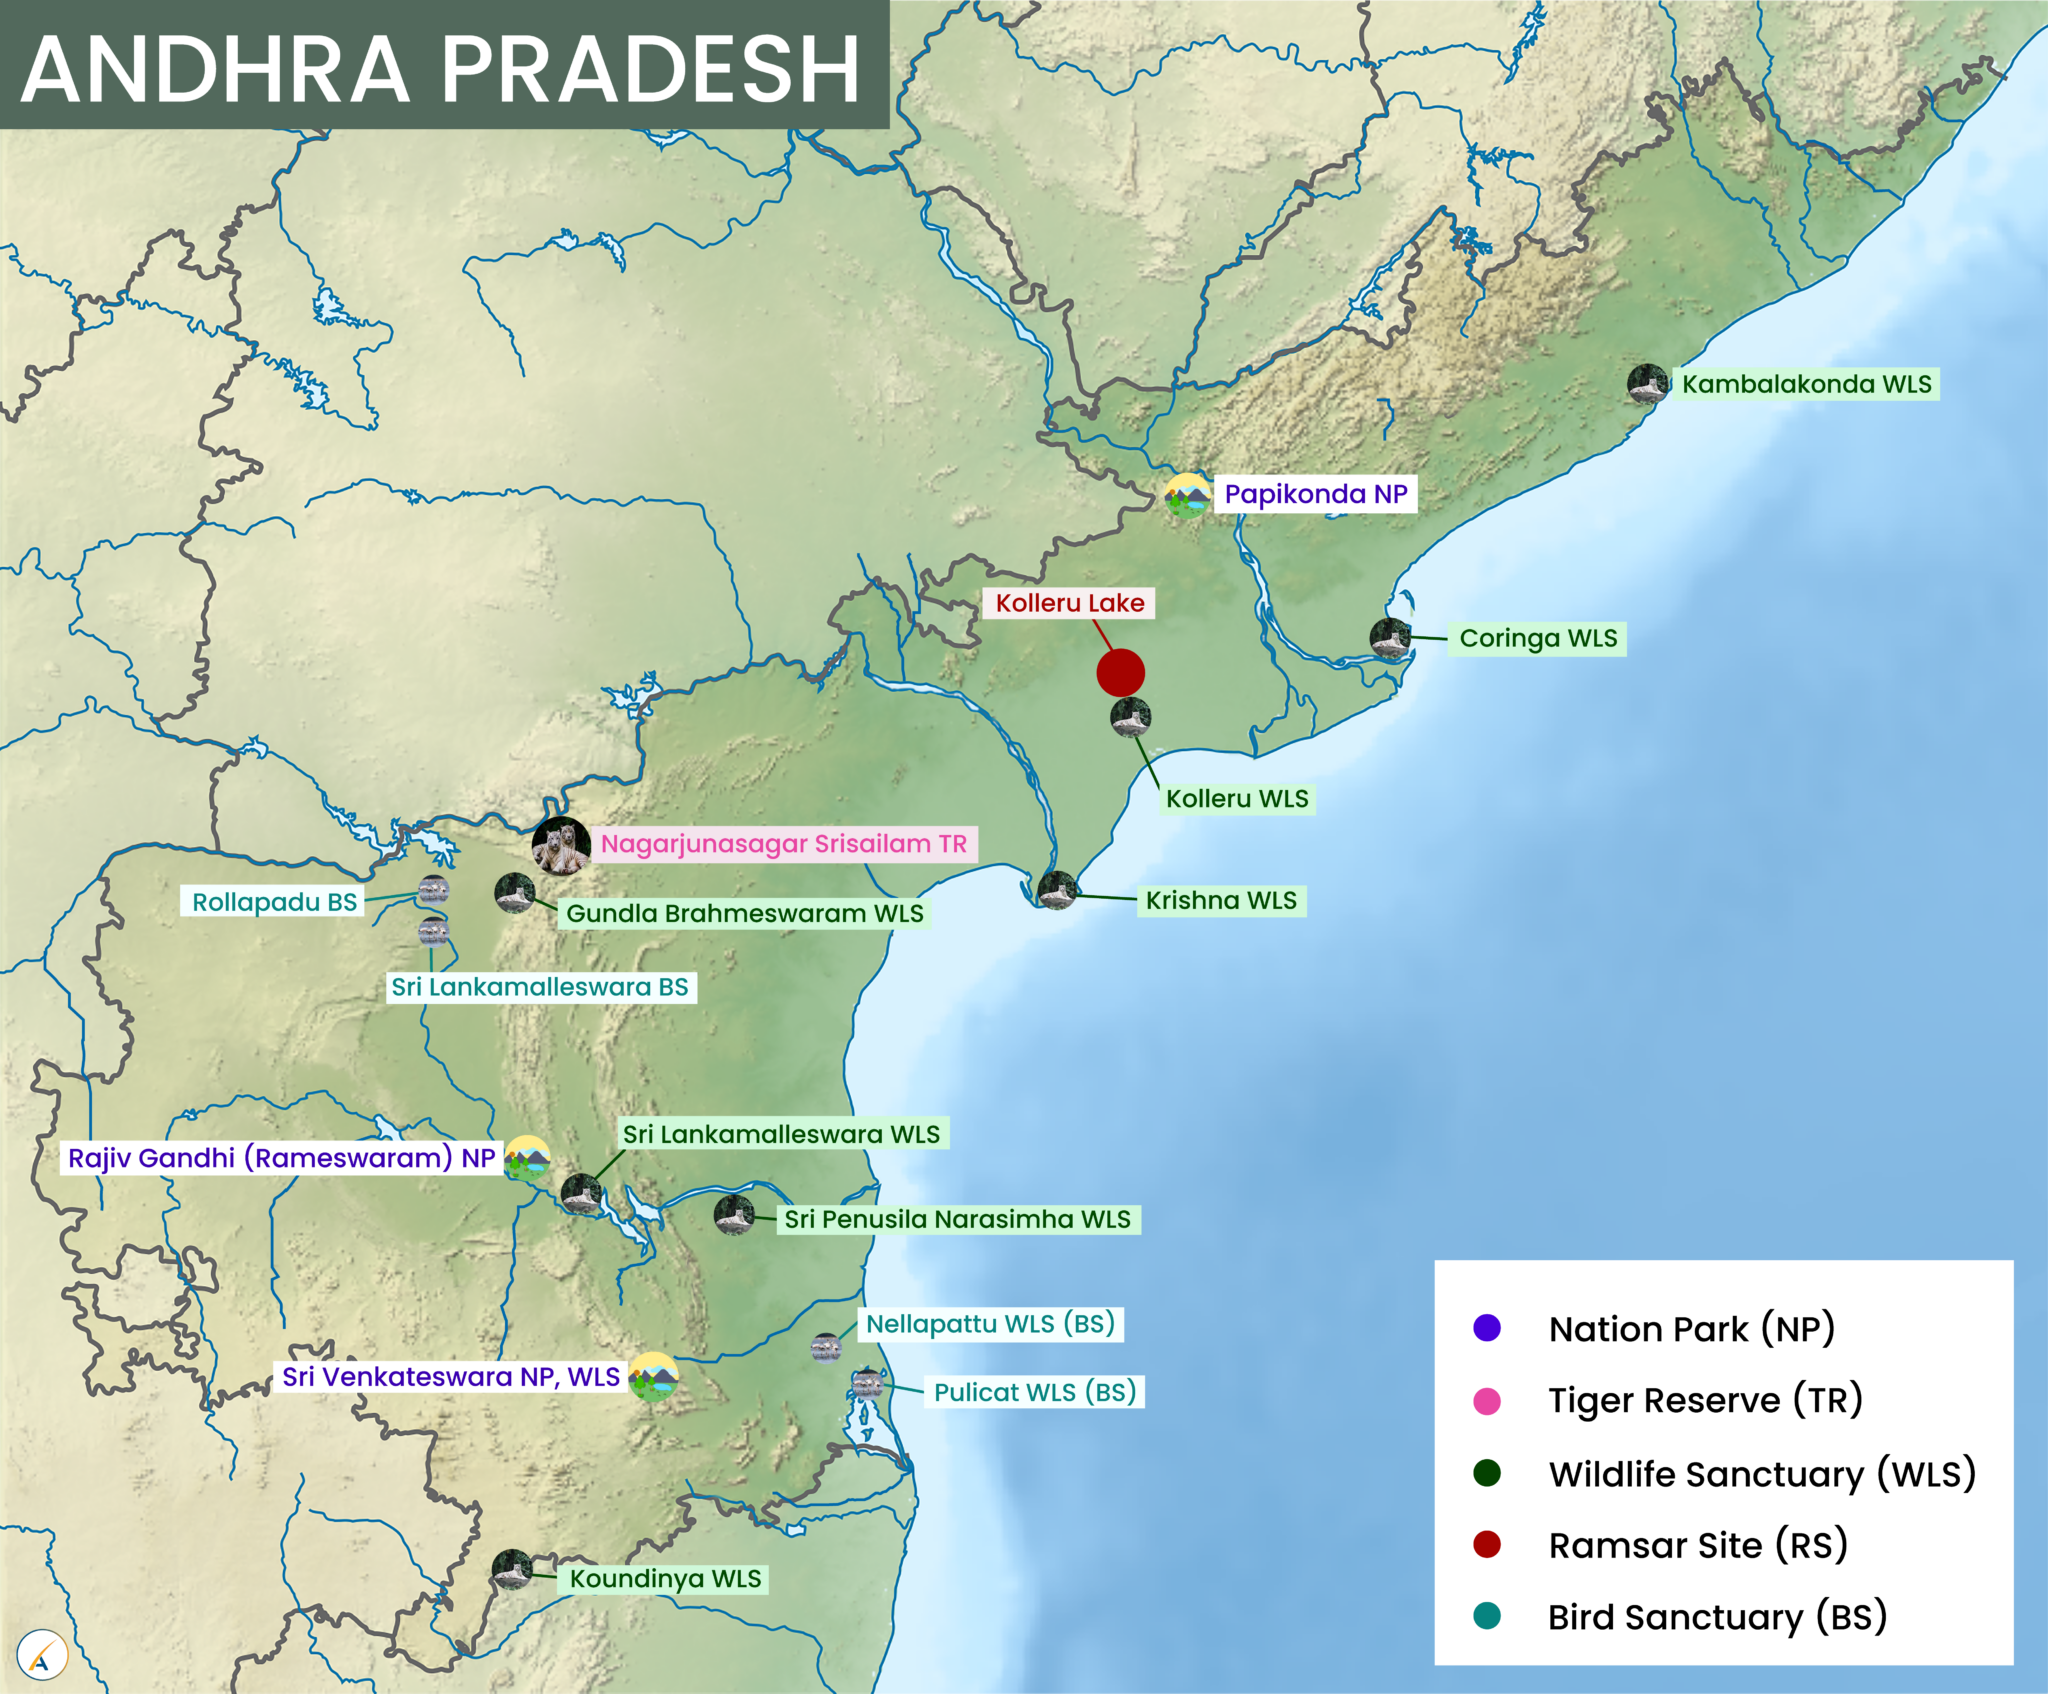 ANDHRA PRADESH
Kambalakonda WLS
Papikonda NP
Kolleru Lake
Coringa WLS
Kolleru WLS
Nagarjunasagar Srisailam TR
Rollapadu BS
Krishna WLS
Gundla Brahmeswaram WLS
Sri Lankamalleswara BS
Sri Lankamalleswara WLS
Rajiv Gandhi (Rameswaram) NP
Sri Penusila Narasimha WLS
Nellapattu WLS (BS)
Sri Venkateswara NP, WLS
Pulicat WLS (BS)
Koundinya WLS
Nation Park (NP)
Tiger Reserve (TR)
Wildlife Sanctuary (WLS)
Ramsar Site (RS)
Bird Sanctuary (BS)
A